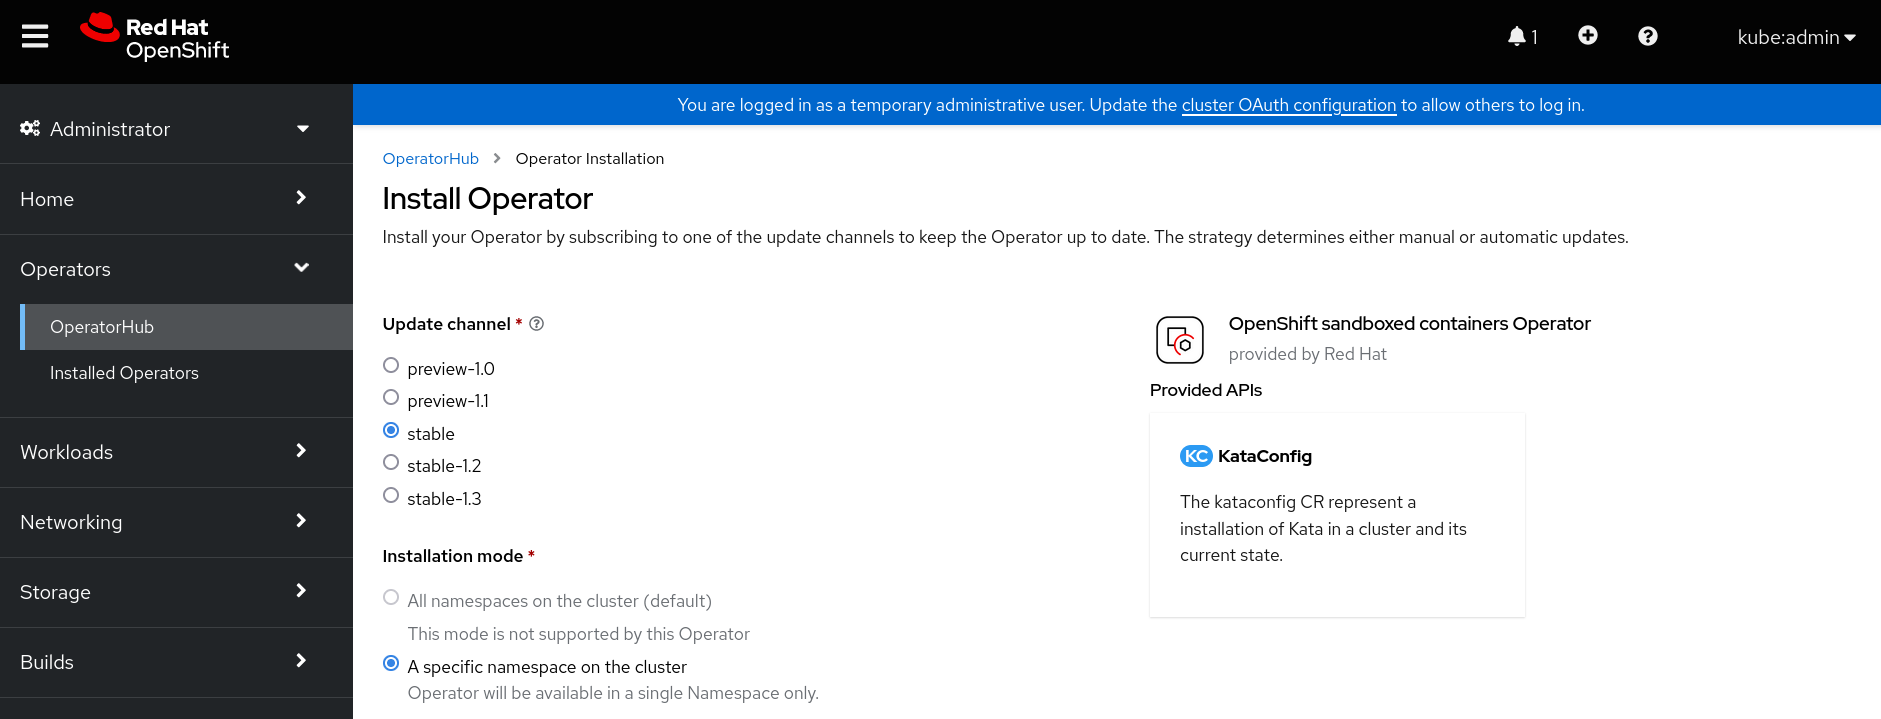 Red Hat
OpenShift
1
kube:admin
You are logged in as a temporary administrative user. Update the cluster OAuth configuration to allow others to log in.
Administrator
Home
Operators
OperatorHub
Installed Operators
Workloads
Networking
Storage
Builds
OperatorHub
Operator Installation
Install Operator
Install your Operator by subscribing to one of the update channels to keep the Operator up to date. The strategy determines either manual or automatic updates.
Update channel *
preview-1.0
preview-1.1
stable
stable-1.2
stable-1.3
Installation mode *
All namespaces on the cluster (default)
This mode is not supported by this Operator
A specific namespace on the cluster
Operator will be available in a single Namespace only.
OpenShift sandboxed containers Operator
provided by Red Hat
Provided APIs
KC KataConfig
The kataconfig CR represent a
installation of Kata in a cluster and its
current state.